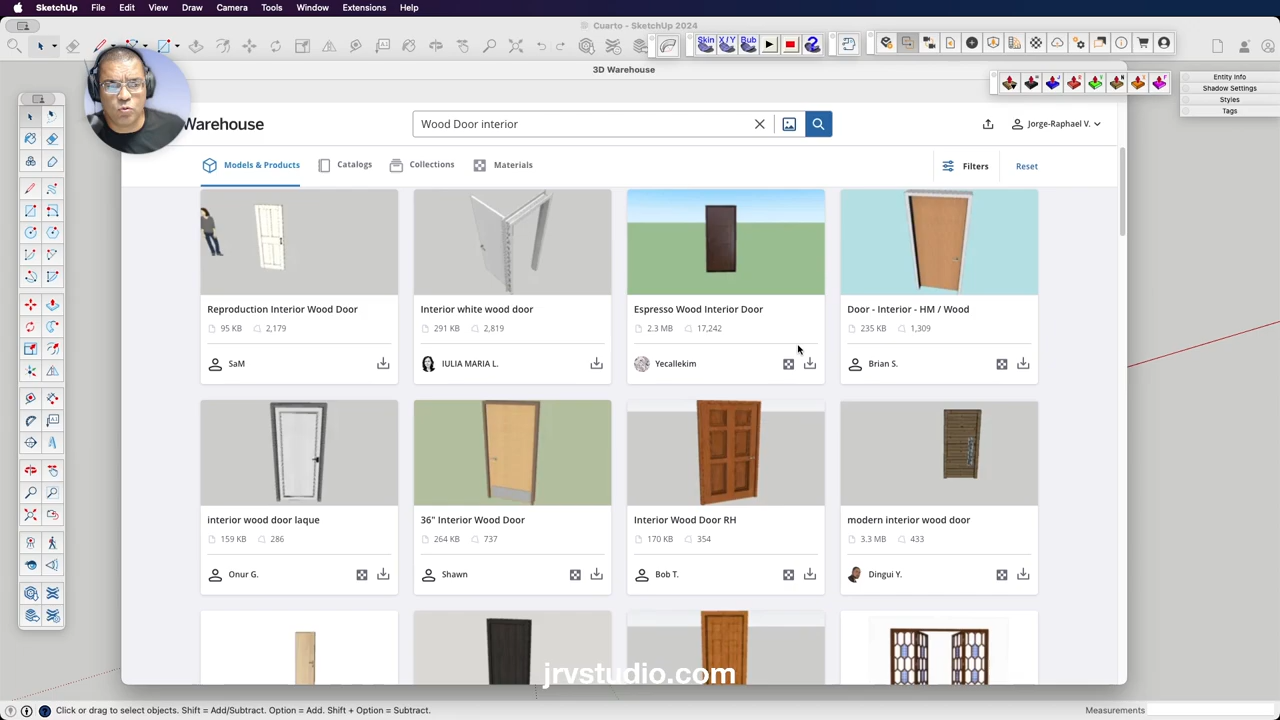 SketchUp File Edit View Draw Camera Models Tools Window Extensions Help
Cuarto - SketchUp 2024
Skin X/Y Bub
3D Warehouse
Entity Info
Shadow Settings
Styles
Tags
Warehouse
Wood Door interior
Jorge-Raphael V.
Models & Products Catalogs Collections Materials Filters Reset
Reproduction Interior Wood Door
95 KB 2,179
SaM
Interior white wood door
291 KB 2,819
IULIA MARIA L.
Espresso Wood Interior Door
2.3 MB 17,242
Yecallekim
Door - Interior - HM / Wood
235 KB 1,309
Brian S.
interior wood door laque
159 KB 286
Onur G.
36" Interior Wood Door
264 KB 737
Shawn
Interior Wood Door RH
170 KB 354
Bob T.
modern interior wood door
3.3 MB 433
Dingui Y.
jrvstudio.com
Click or drag to select objects. Shift = Add/Subtract. Option = Add. Shift + Option = Subtract.
Measurements